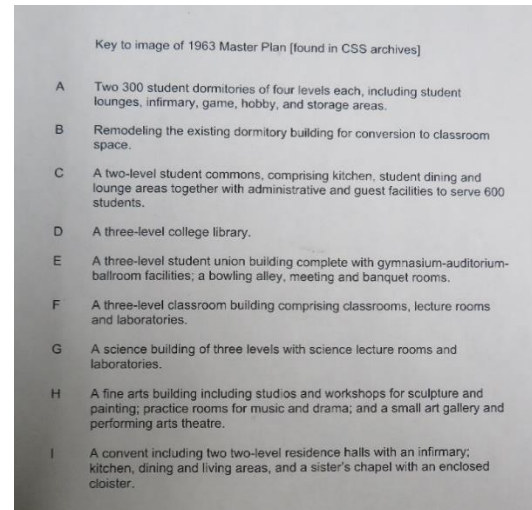 Key to image of 1963 Master Plan [found in CSS archives]
A Two 300 student dormitories of four levels each, including student
lounges, infirmary, game, hobby, and storage areas.
B Remodeling the existing dormitory building for conversion to classroom
space.
C A two-level student commons, comprising kitchen, student dining and
lounge areas together with administrative and guest facilities to serve 600
students.
D A three-level college library.
E A three-level student union building complete with gymnasium-auditorium-
ballroom facilities; a bowling alley, meeting and banquet rooms.
F A three-level classroom building comprising classrooms, lecture rooms
and laboratories.
G A science building of three levels with science lecture rooms and
laboratories.
H A fine arts building including studios and workshops for sculpture and
painting; practice rooms for music and drama; and a small art gallery and
performing arts theatre.
I A convent including two two-level residence halls with an infirmary;
kitchen, dining and living areas, and a sister's chapel with an enclosed
cloister.